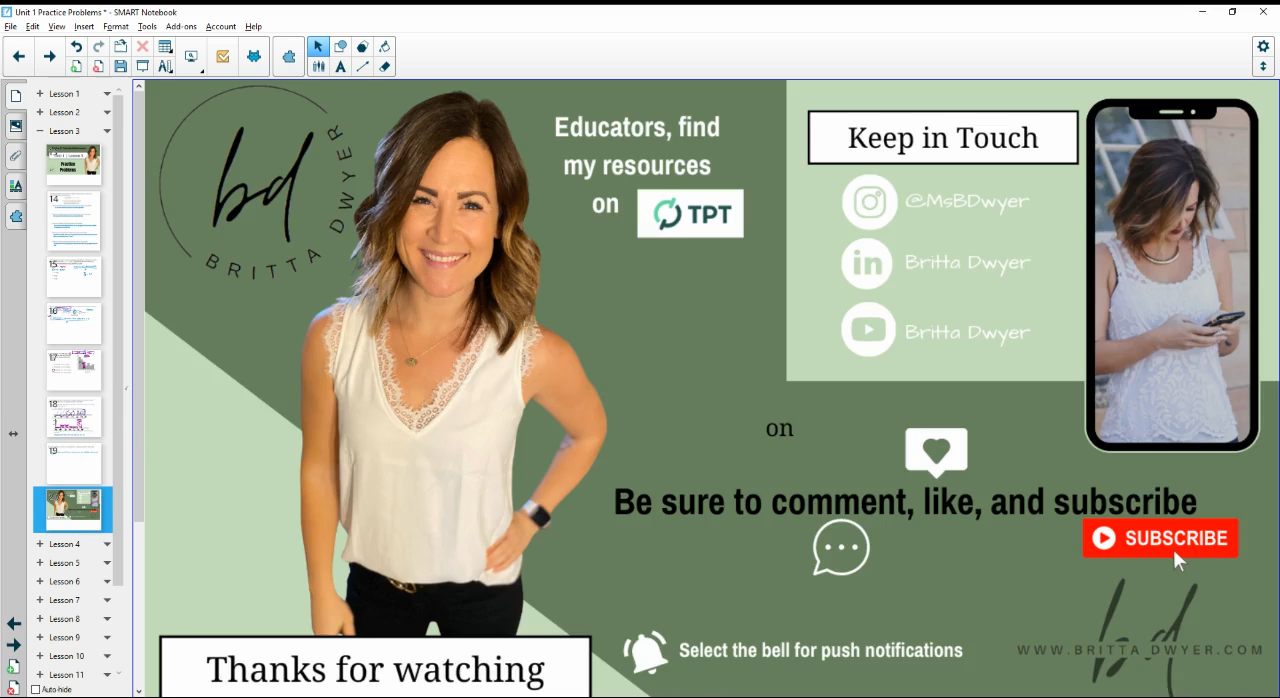 Unit 1 Practice Problems * - SMART Notebook
File Edit View Insert Format Tools Add-ons Account Help
Lesson 1
Lesson 2
Lesson 3
Practice
Problems
14
15
16
17
18
19
Lesson 4
Lesson 5
Lesson 6
Lesson 7
Lesson 8
Lesson 9
Lesson 10
Lesson 11
Auto-hide
bd
BRITTA DWYER
Educators, find
my resources
on TPT
Keep in Touch
@MsBDwyer
in Britta Dwyer
Britta Dwyer
on
Be sure to comment, like, and subscribe
SUBSCRIBE
bd
WWW.BRITTADWYER.COM
Select the bell for push notifications
Thanks for watching